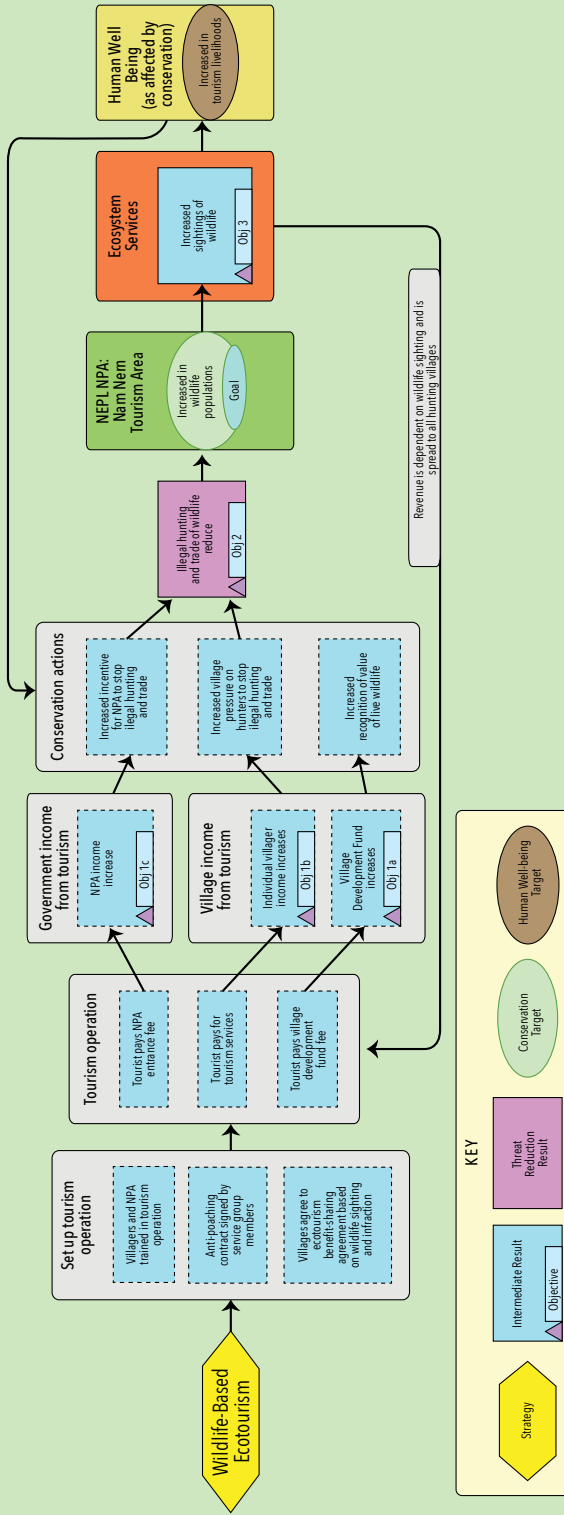 Wildlife-Based
Ecotourism
Set up tourism
operation
Villagers and NPA
trained in tourism
operation
Anti-poaching
contract signed by
service group
members
Villages agree to
ecotourism
benefit-sharing
agreement based
on wildlife sighting
and infraction
Tourism operation
Tourist pays NPA
entrance fee
Tourist pays for
tourism services
Tourist pays village
development
fund fee
Government income
from tourism
NPA income
increase
Obj 1c
Village income
from tourism
Individual villager
income increases
Obj 1b
Village
Development Fund
increases
Obj 1a
Conservation actions
Increased incentive
for NPA to stop
ilegal hunting
and trade
Increased village
pressure on
hunters to stop
ilegal hunting
and trade
Increased
recognition of value
of live wildlife
Illegal hunting
and trade of wildlife
reduce
Obj 2
NEPL NPA:
Nam Nern
Tourism Area
Increased in
wildlife
populations
Goal
Ecosystem
Services
Increased
sightings of
wildlife
Obj 3
Human Well
Being
(as affected by
conservation)
Increased in
tourism livelihoods
Revenue is dependent on wildlife sighting and is
spread to all hunting villages
KEY
Strategy
Intermediate Result
Objective
Threat
Reduction
Result
Conservation
Target
Human Well-being
Target